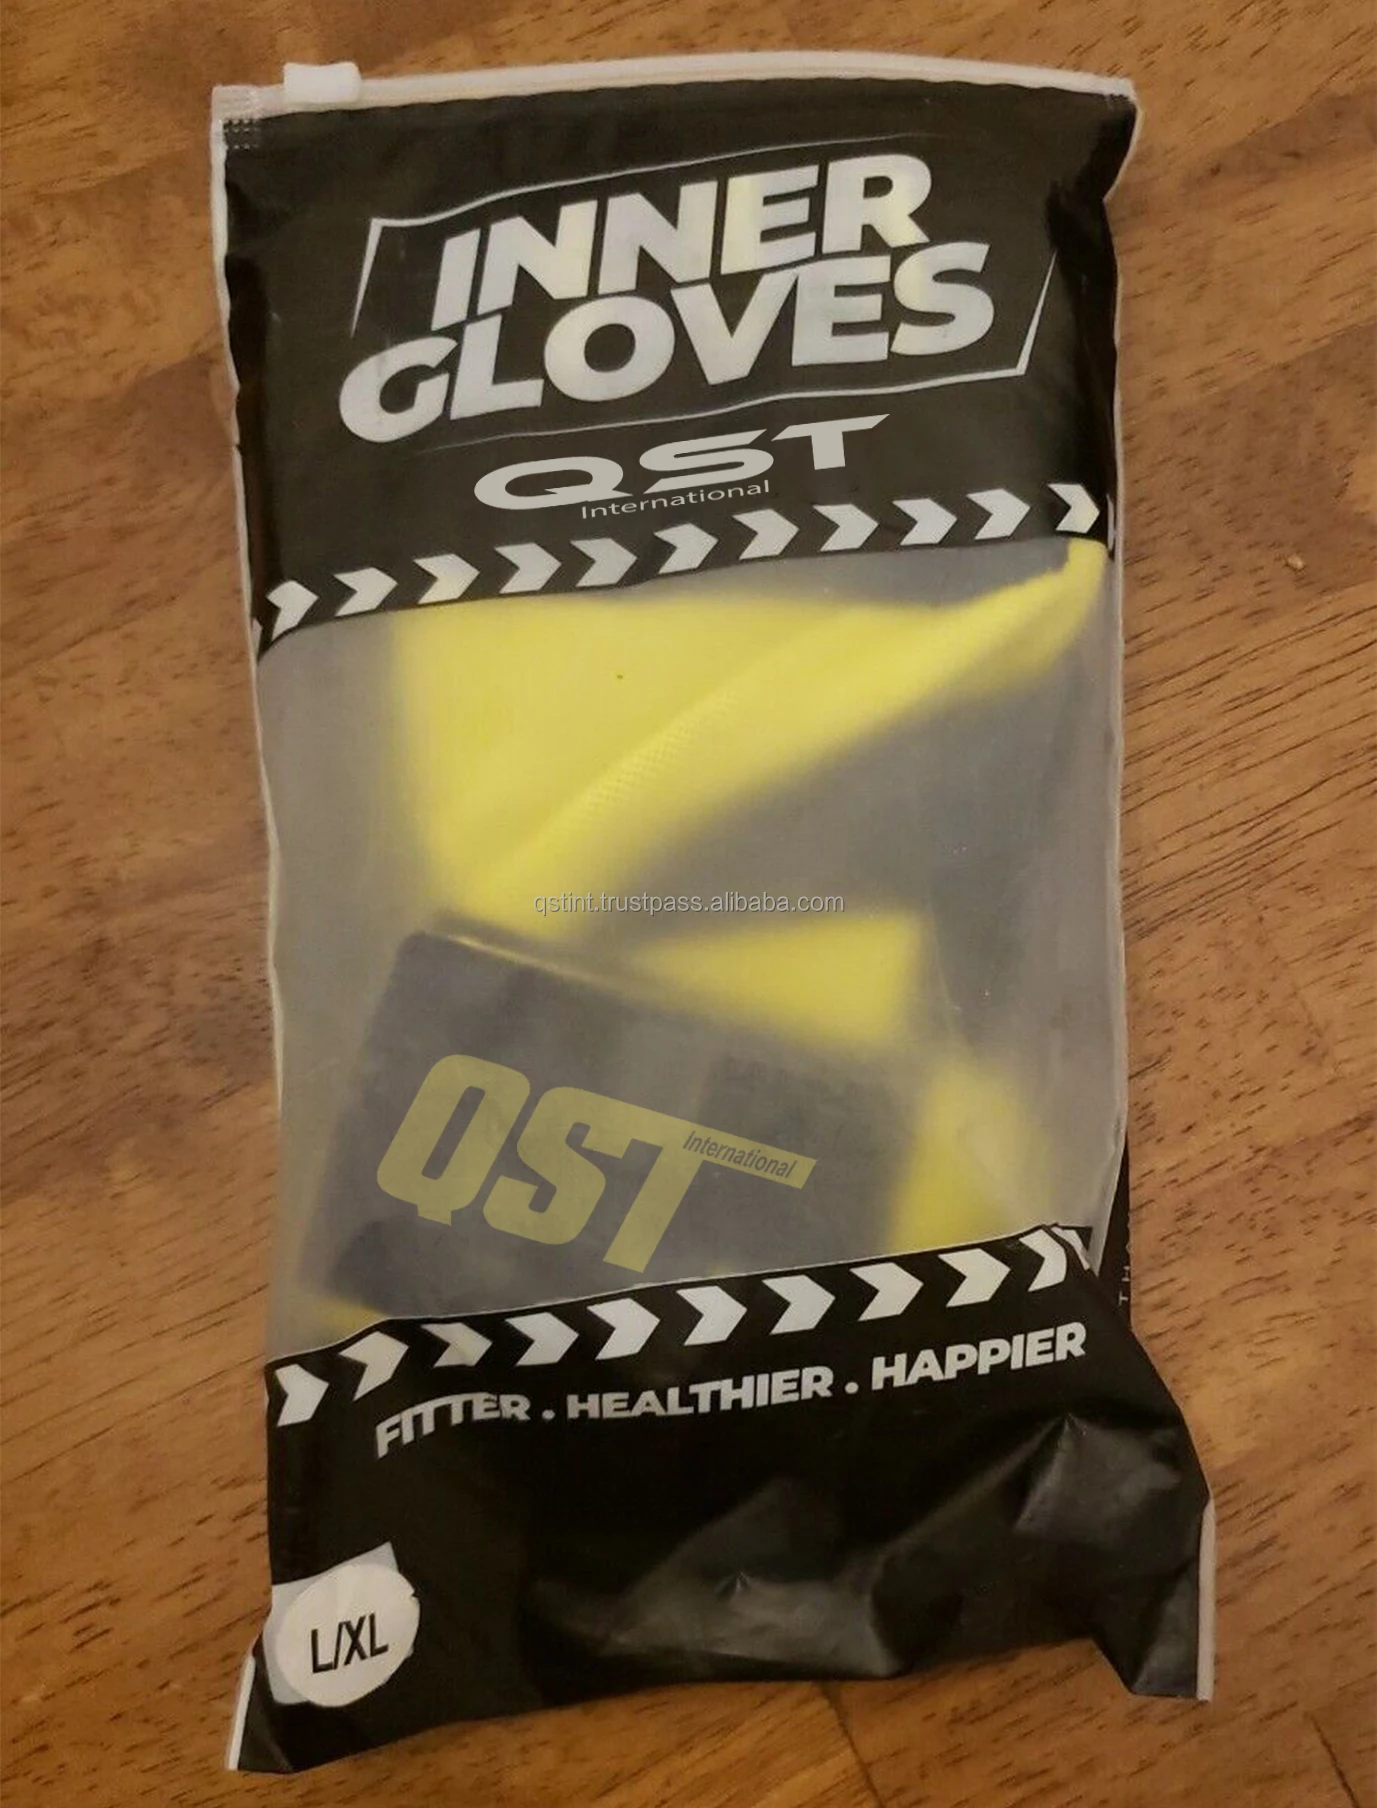 INNER
GLOVES
QST
International
qstint.trustpass.alibaba.com
QST
International
FITTER . HEALTHIER . HAPPIER
L/XL